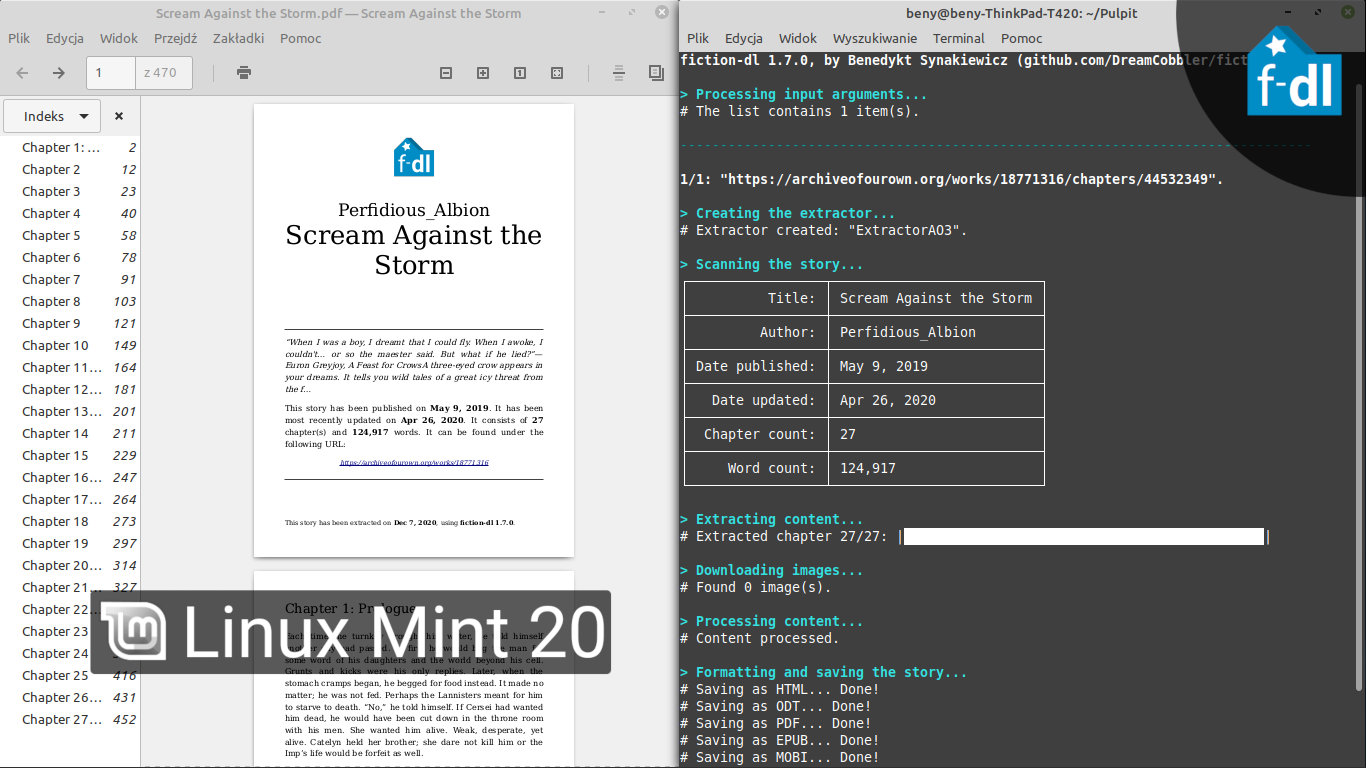 Scream Against the Storm.pdf — Scream Against the Storm
Plik Edycja Widok Przejdź Zakładki Pomoc
1 z 470
Indeks
Chapter 1: ... 2
Chapter 2 12
Chapter 3 23
Chapter 4 40
Chapter 5 58
Chapter 6 78
Chapter 7 91
Chapter 8 103
Chapter 9 121
Chapter 10 149
Chapter 11... 164
Chapter 12... 181
Chapter 13... 201
Chapter 14 211
Chapter 15 229
Chapter 16... 247
Chapter 17... 264
Chapter 18 273
Chapter 19 297
Chapter 20... 314
Chapter 21... 327
Chapter 22...
Chapter 23
Chapter 24
Chapter 25 416
Chapter 26... 431
Chapter 27... 452
f-dl
Perfidious_Albion
Scream Against the
Storm
“When I was a boy, I dreamt that I could fly. When I awoke, I
couldn't... or so the maester said. But what if he lied?”—
Euron Greyjoy, A Feast for CrowsA three-eyed crow appears in
your dreams. It tells you wild tales of a great icy threat from
the f...
This story has been published on May 9, 2019. It has been
most recently updated on Apr 26, 2020. It consists of 27
chapter(s) and 124,917 words. It can be found under the
following URL:
https://archiveofourown.org/works/18771316
This story has been extracted on Dec 7, 2020, using fiction-dl 1.7.0.
Chapter 1: Prologue
Each time the turnkey brought him water, he told himself
another day had passed. At first he would beg the man for
some word of his daughters and the world beyond his cell.
Grunts and kicks were his only replies. Later, when the
stomach cramps began, he begged for food instead. It made no
matter; he was not fed. Perhaps the Lannisters meant for him
to starve to death. “No,” he told himself. If Cersei had wanted
him dead, he would have been cut down in the throne room
with his men. She wanted him alive. Weak, desperate, yet
alive. Catelyn held her brother; she dare not kill him or the
Imp’s life would be forfeit as well.
Linux Mint 20
beny@beny-ThinkPad-T420: ~/Pulpit
Plik Edycja Widok Wyszukiwanie Terminal Pomoc
f-dl
fiction-dl 1.7.0, by Benedykt Synakiewicz (github.com/DreamCobbler/fict
> Processing input arguments...
# The list contains 1 item(s).
1/1: "https://archiveofourown.org/works/18771316/chapters/44532349".
> Creating the extractor...
# Extractor created: "ExtractorAO3".
> Scanning the story...
Title: Scream Against the Storm
Author: Perfidious_Albion
Date published: May 9, 2019
Date updated: Apr 26, 2020
Chapter count: 27
Word count: 124,917
> Extracting content...
# Extracted chapter 27/27: | |
> Downloading images...
# Found 0 image(s).
> Processing content...
# Content processed.
> Formatting and saving the story...
# Saving as HTML... Done!
# Saving as ODT... Done!
# Saving as PDF... Done!
# Saving as EPUB... Done!
# Saving as MOBI... Done!